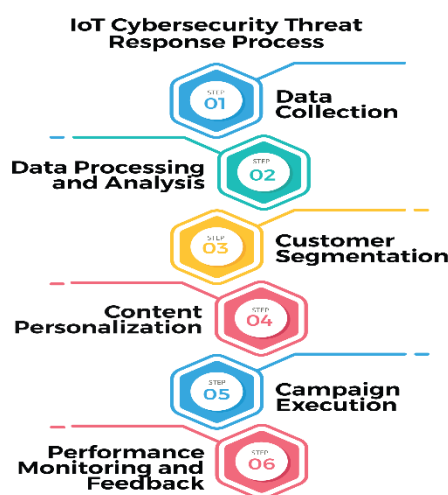 IoT Cybersecurity Threat
Response Process
STEP
01
Data
Collection
Data Processing
and Analysis
STEP
02
STEP
03
Customer
Segmentation
Content
Personalization
STEP
04
STEP
05
Campaign
Execution
Performance
Monitoring and
Feedback
STEP
06